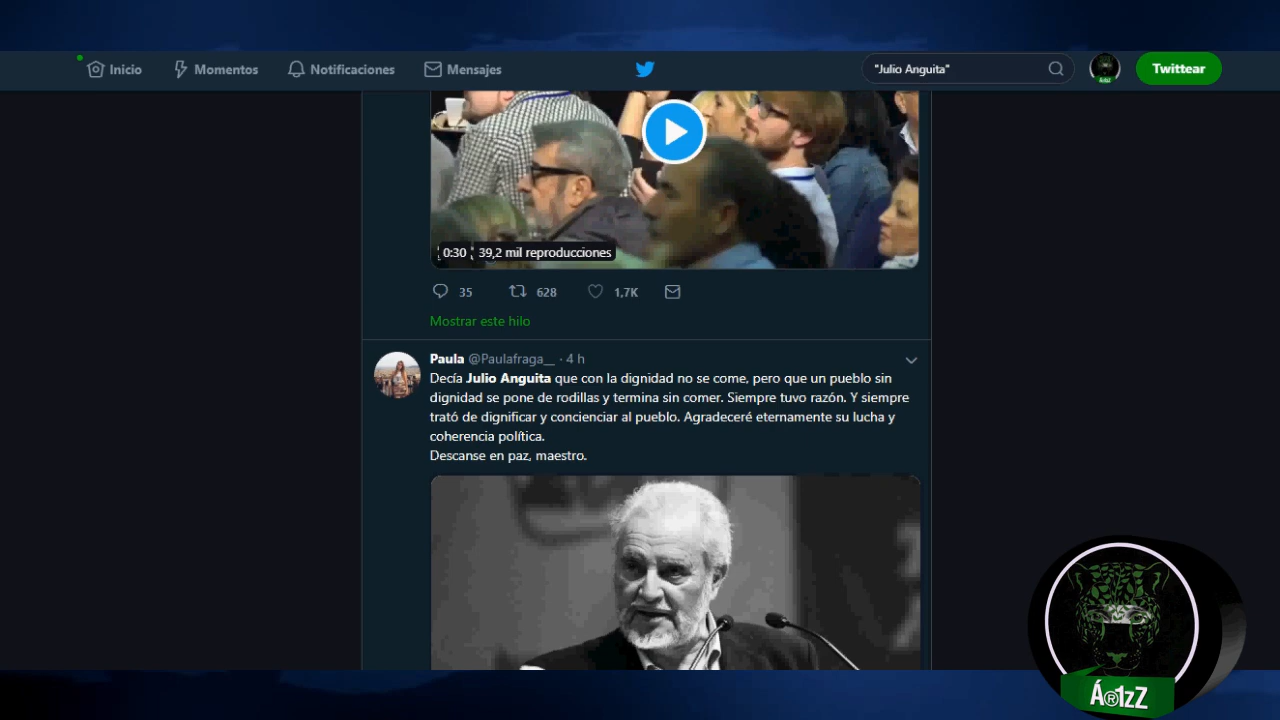 Inicio
Momentos
Notificaciones
Mensajes
"Julio Anguita"
Twittear
0:30
39,2 mil reproducciones
35
628
1,7K
Mostrar este hilo
Paula @Paulafraga__ · 4 h
Decía Julio Anguita que con la dignidad no se come, pero que un pueblo sin
dignidad se pone de rodillas y termina sin comer. Siempre tuvo razón. Y siempre
trató de dignificar y concienciar al pueblo. Agradeceré eternamente su lucha y
coherencia política.
Descanse en paz, maestro.
Á®1zZ